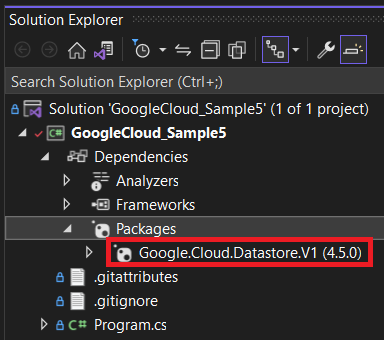 Solution Explorer
Search Solution Explorer (Ctrl+;)
Solution 'GoogleCloud_Sample5' (1 of 1 project)
C# GoogleCloud_Sample5
Dependencies
Analyzers
Frameworks
Packages
Google.Cloud.Datastore.V1 (4.5.0)
.gitattributes
.gitignore
C# Program.cs